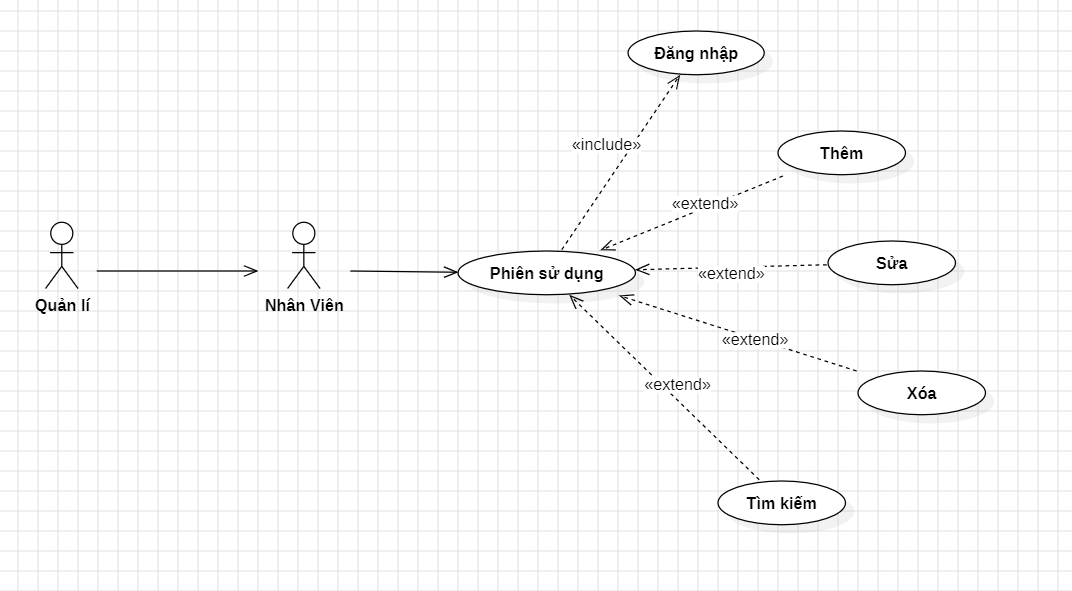 Đăng nhập
«include»
Thêm
«extend»
Phiên sử dụng
«extend»
Sửa
Quản lí
Nhân Viên
«extend»
Xóa
«extend»
Tìm kiếm